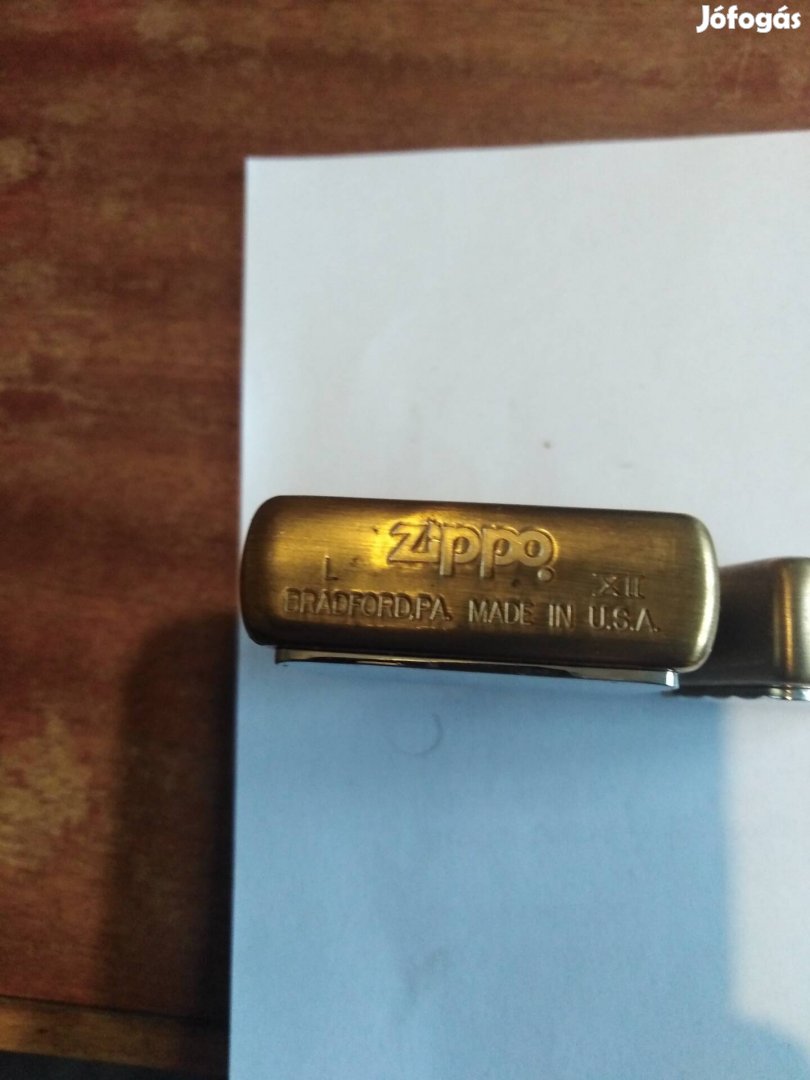 Jófogás
zippo
L XII
BRADFORD,PA. MADE IN U.S.A.